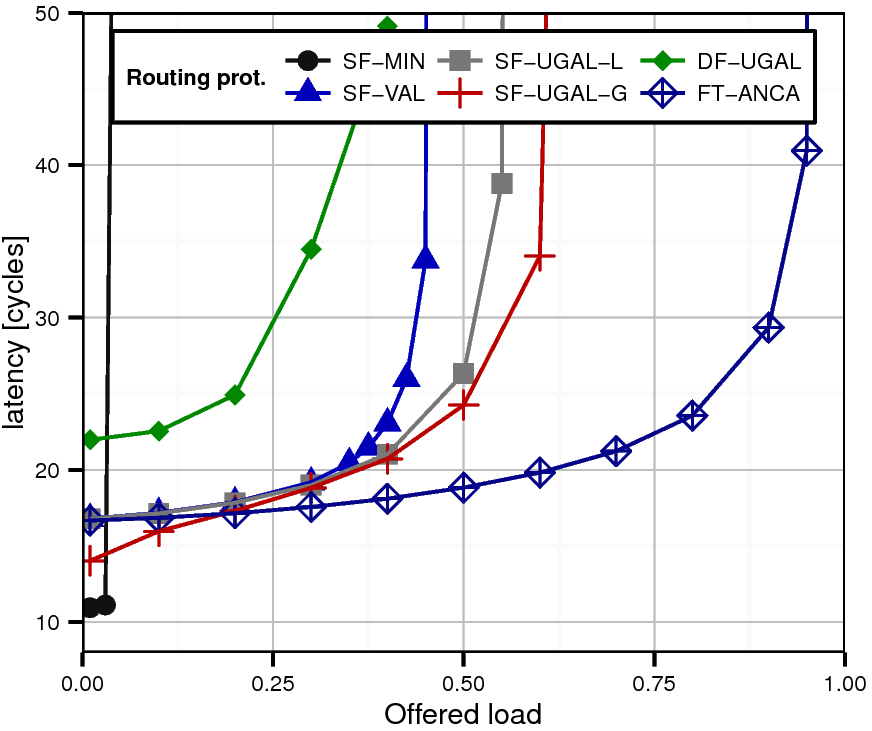 50
40
30
20
10
latency [cycles]
Routing prot.
SF−MIN SF−UGAL−L DF−UGAL
SF−VAL SF−UGAL−G FT−ANCA
0.00 0.25 0.50 0.75 1.00
Offered load